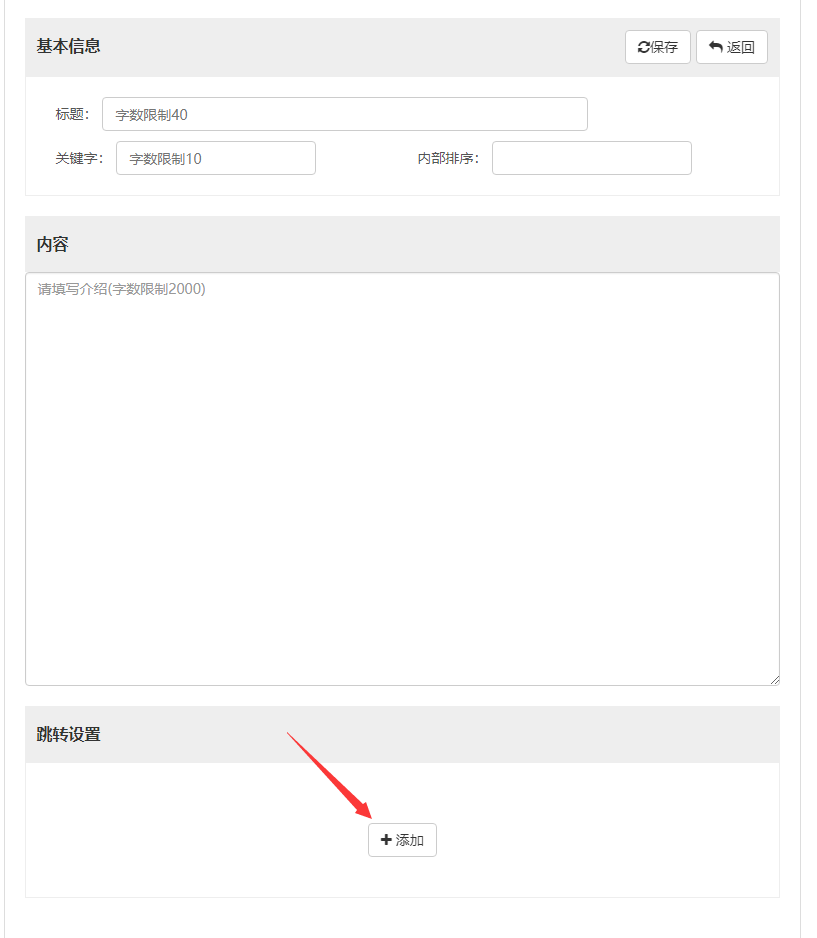 基本信息 保存 返回
标题： 字数限制40
关键字： 字数限制10 内部排序：
内容
请填写介绍(字数限制2000)
跳转设置
添加